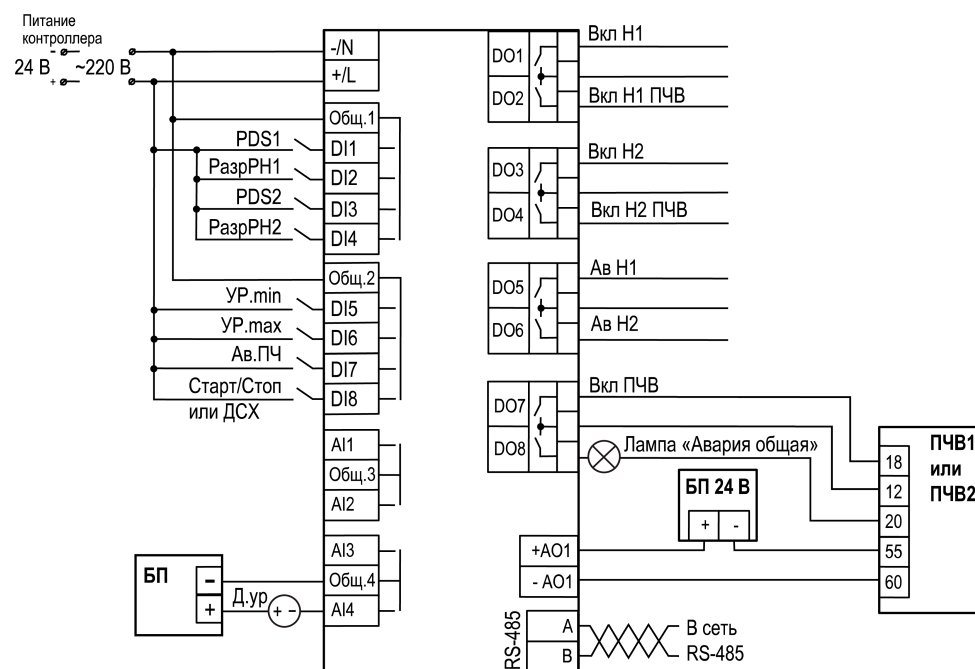 Питание
контроллера
- 
24 В ~220 В
+
-/N
+/L
Общ.1
PDS1 DI1
РазрРН1 DI2
PDS2 DI3
РазрРН2 DI4
Общ.2
УР.min DI5
УР.max DI6
Ав.ПЧ DI7
Старт/Стоп DI8
или ДСХ
AI1
Общ.3
AI2
AI3
Общ.4
AI4
БП
-
+
Д.ур
+ -
DO1 Вкл Н1
DO2 Вкл Н1 ПЧВ
DO3 Вкл Н2
DO4 Вкл Н2 ПЧВ
DO5 Ав Н1
DO6 Ав Н2
DO7 Вкл ПЧВ
DO8 Лампа «Авария общая»
БП 24 В
+ -
+AO1
- AO1
RS-485
A
B
В сеть
RS-485
18
12
20
55
60
ПЧВ1
или
ПЧВ2